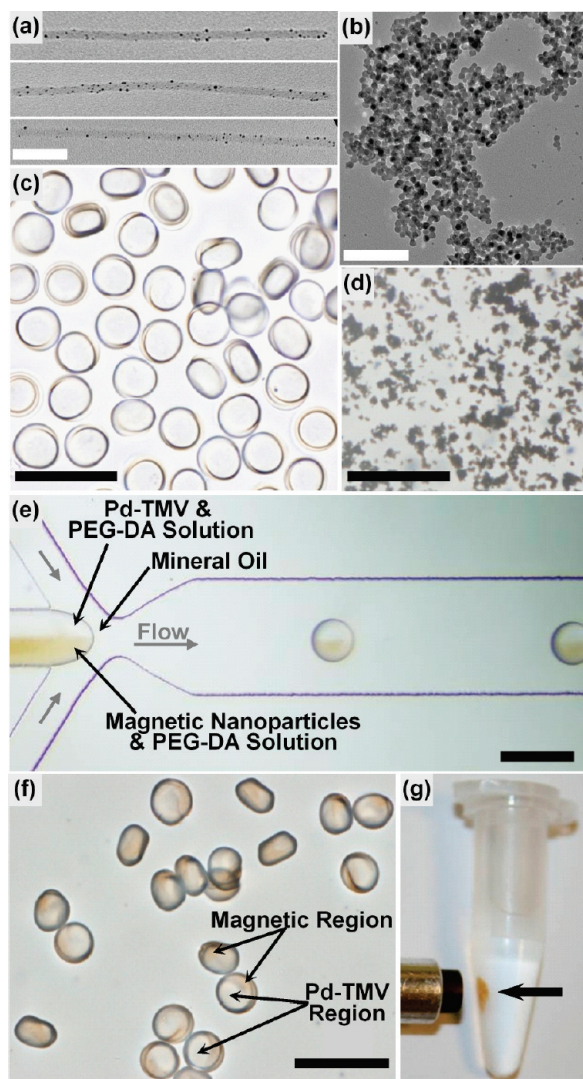 (a)
(b)
(c)
(d)
(e)
Pd-TMV &
PEG-DA Solution
Mineral Oil
Flow
Magnetic Nanoparticles
& PEG-DA Solution
(f)
Magnetic Region
Pd-TMV
Region
(g)